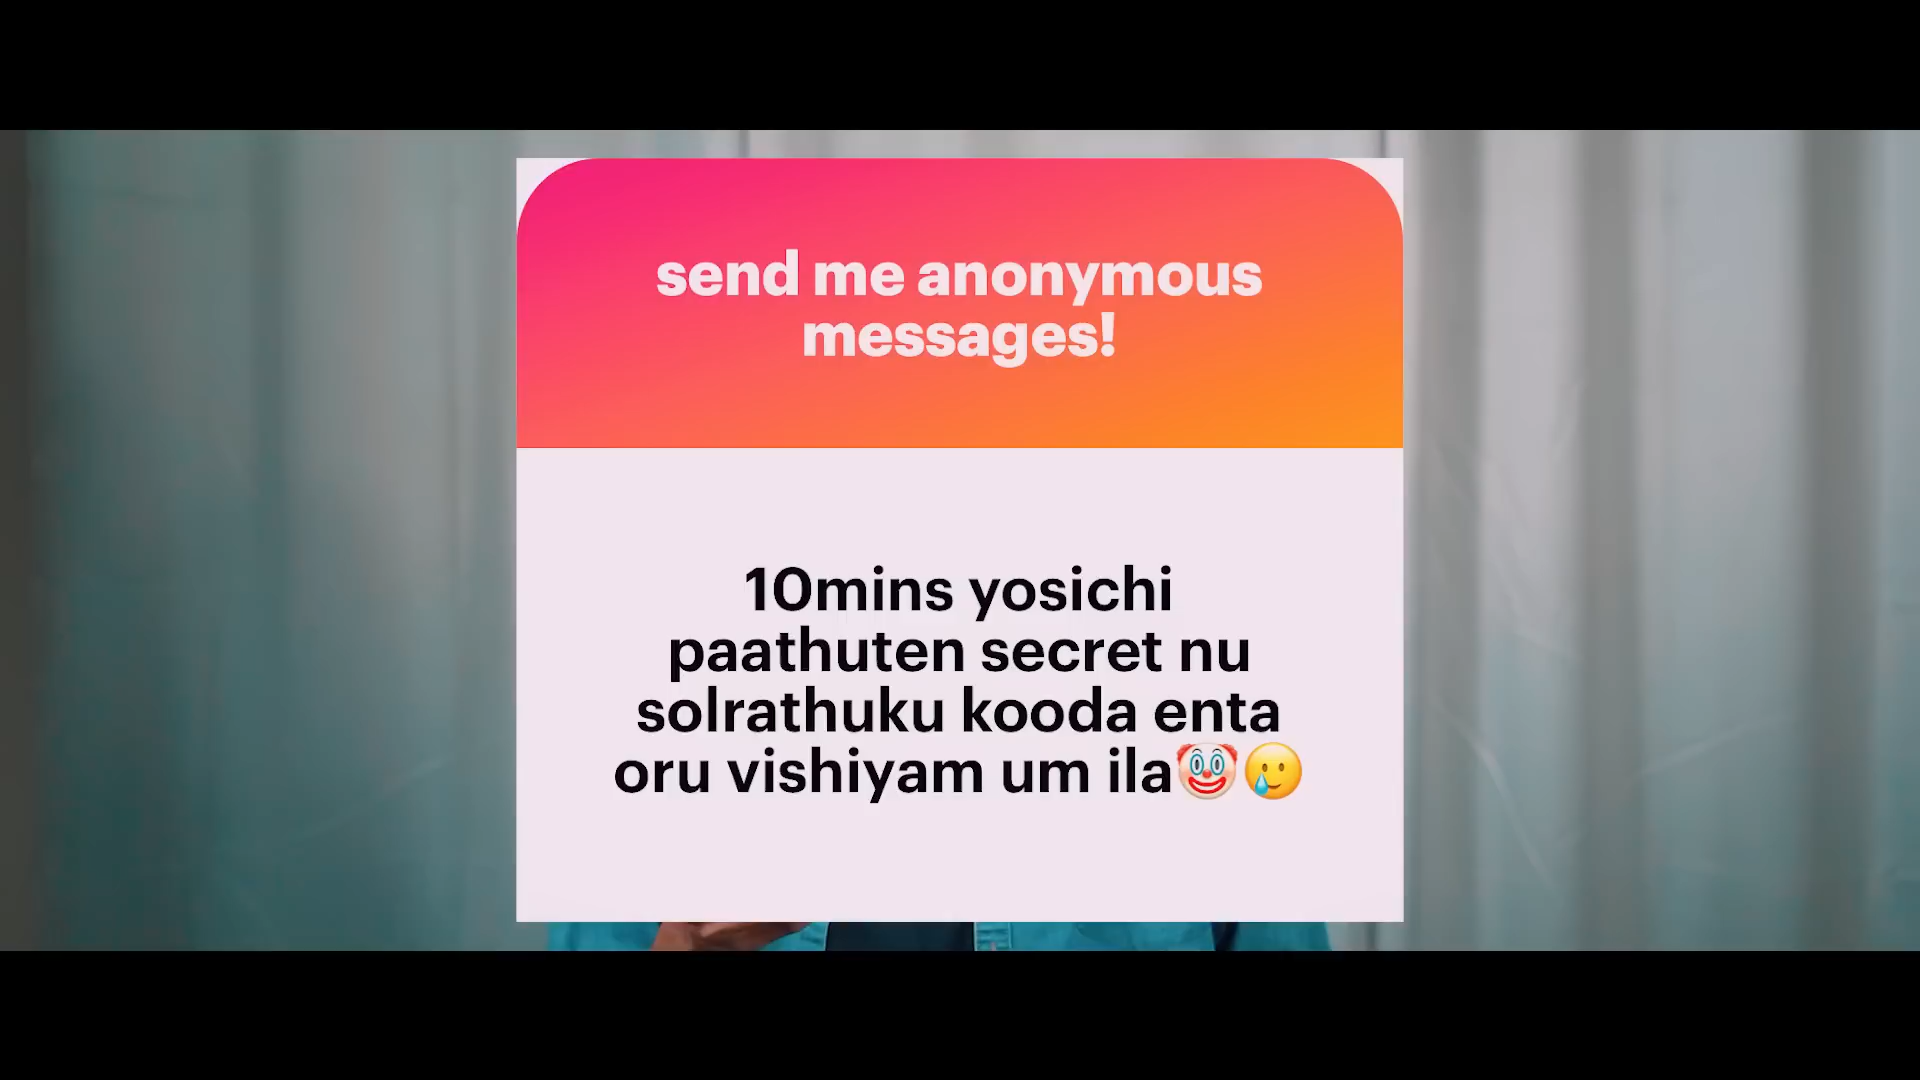 send me anonymous
messages!
10mins yosichi
paathuten secret nu
solrathuku kooda enta
oru vishiyam um ila🤡🥲